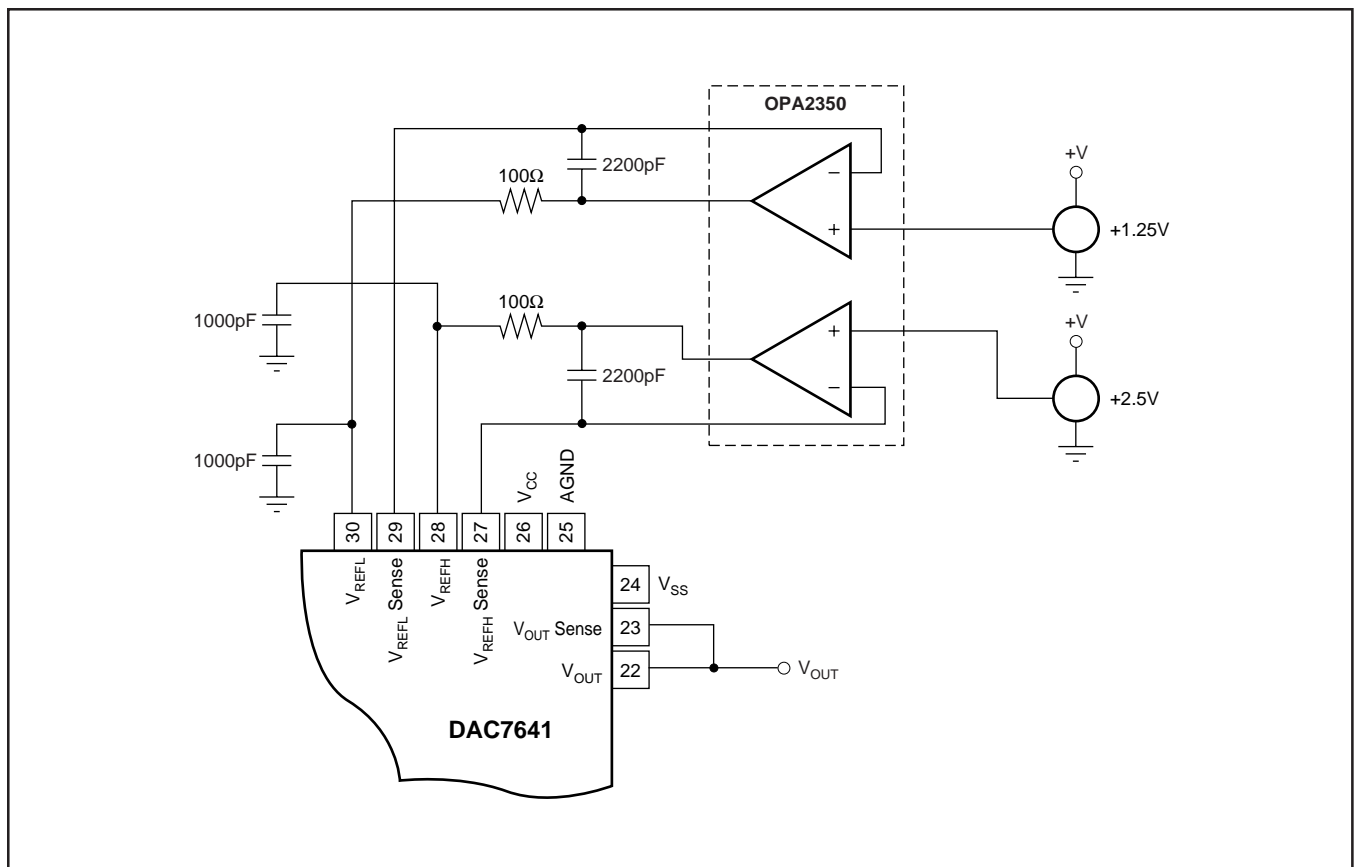 OPA2350
2200pF
100Ω
−
+
+V
+1.25V
100Ω
1000pF
+
−
2200pF
+V
+2.5V
1000pF
VCC
AGND
30
29
28
27
26
25
VREFL
VREFL Sense
VREFH
VREFH Sense
24 VSS
VOUT Sense 23
VOUT 22
VOUT
DAC7641